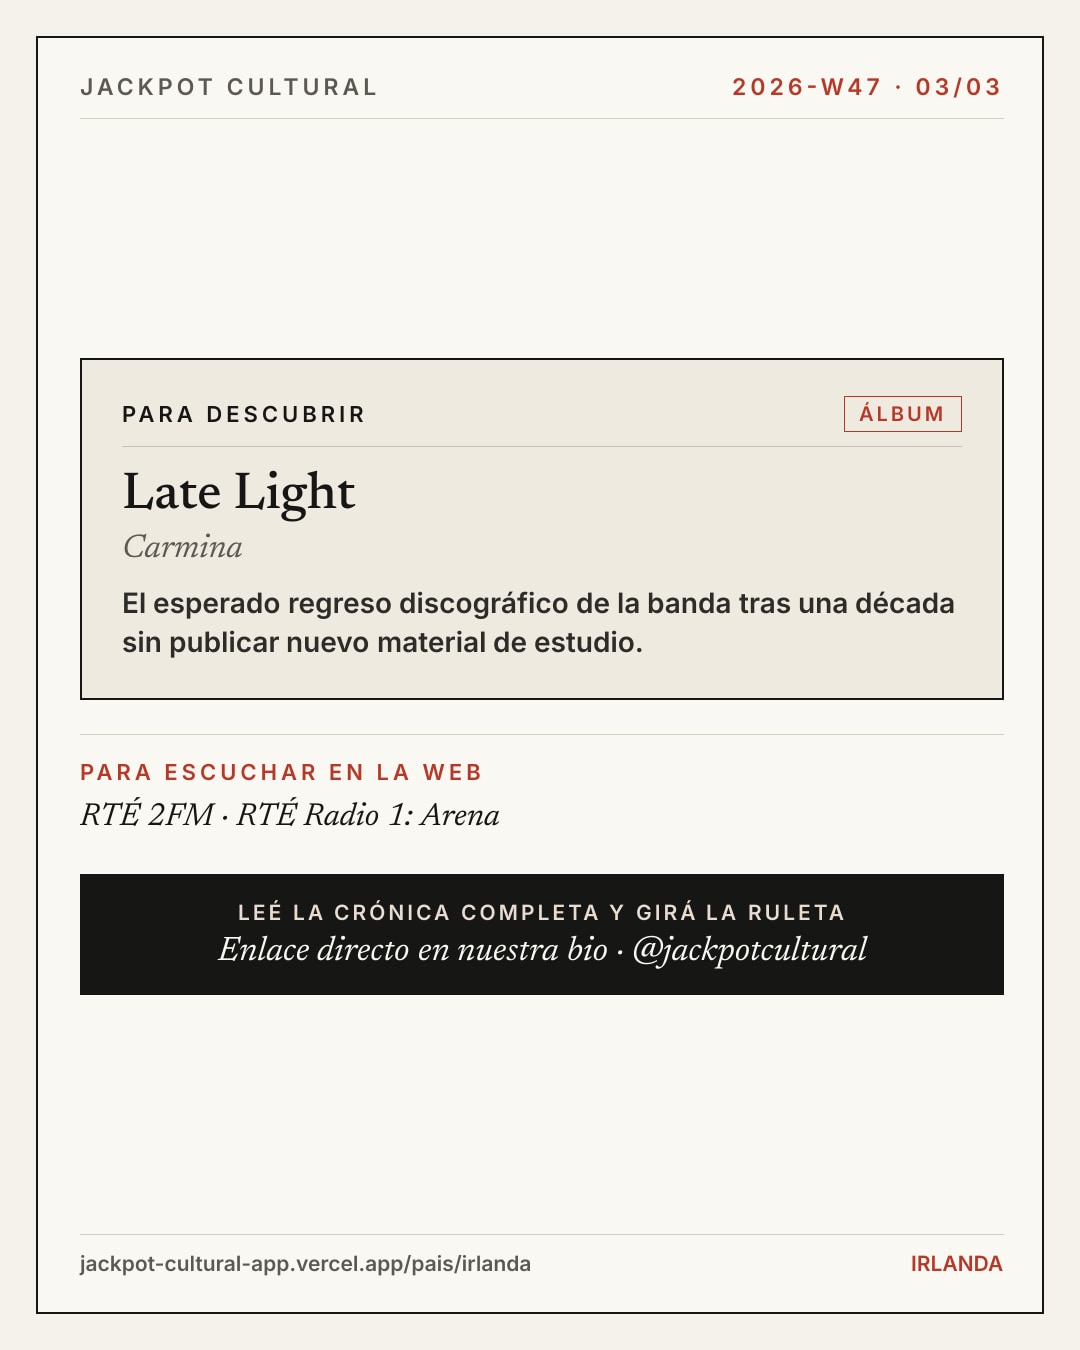 JACKPOT CULTURAL
2026-W47 · 03/03
PARA DESCUBRIR
ÁLBUM
Late Light
Carmina
El esperado regreso discográfico de la banda tras una década
sin publicar nuevo material de estudio.
PARA ESCUCHAR EN LA WEB
RTÉ 2FM · RTÉ Radio 1: Arena
LEÉ LA CRÓNICA COMPLETA Y GIRÁ LA RULETA
Enlace directo en nuestra bio · @jackpotcultural
jackpot-cultural-app.vercel.app/pais/irlanda
IRLANDA